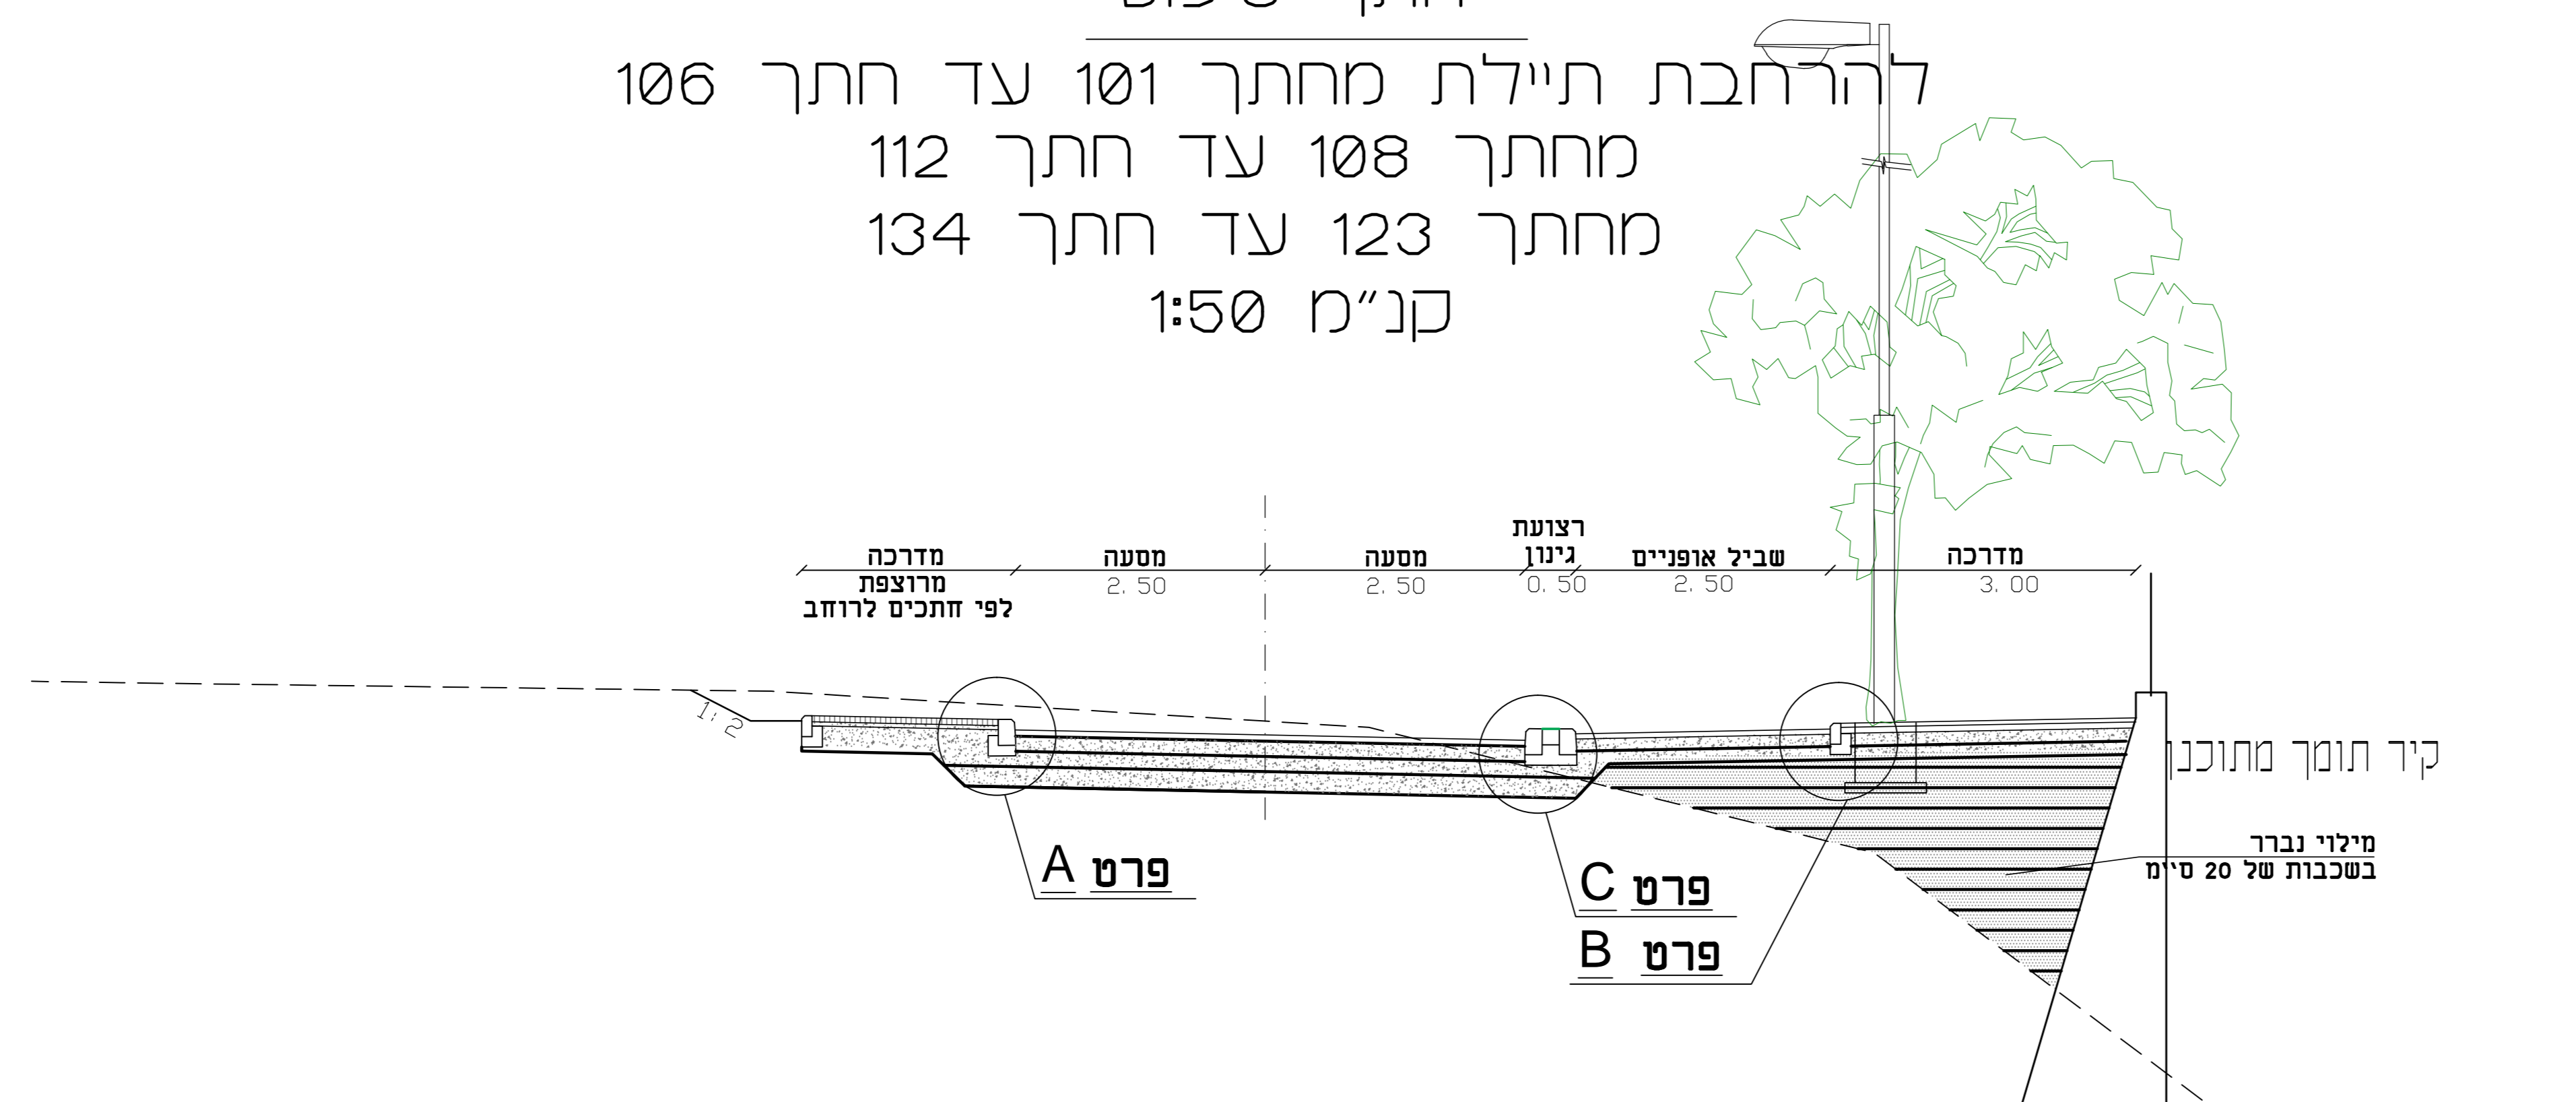 להרחבת תיילת מחתך 101 עד חתך 106
מחתך 108 עד חתך 112
מחתך 123 עד חתך 134
קנ"מ 1:50
מדרכה
מרוצפת
לפי חתכים לרוחב
מסעה
2.50
מסעה
2.50
רצועת
גינון
0.50
שביל אופניים
2.50
מדרכה
3.00
1:2
קיר תומך מתוכנן
מילוי נברר
בשכבות של 20 ס"מ
פרט A
פרט C
פרט B